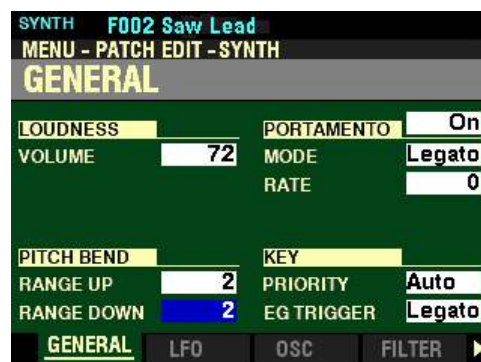 SYNTH F002 Saw Lead
MENU - PATCH EDIT - SYNTH
GENERAL
LOUDNESS
VOLUME 72
PORTAMENTO On
MODE Legato
RATE 0
PITCH BEND
RANGE UP 2
RANGE DOWN 2
KEY
PRIORITY Auto
EG TRIGGER Legato
GENERAL LFO OSC FILTER